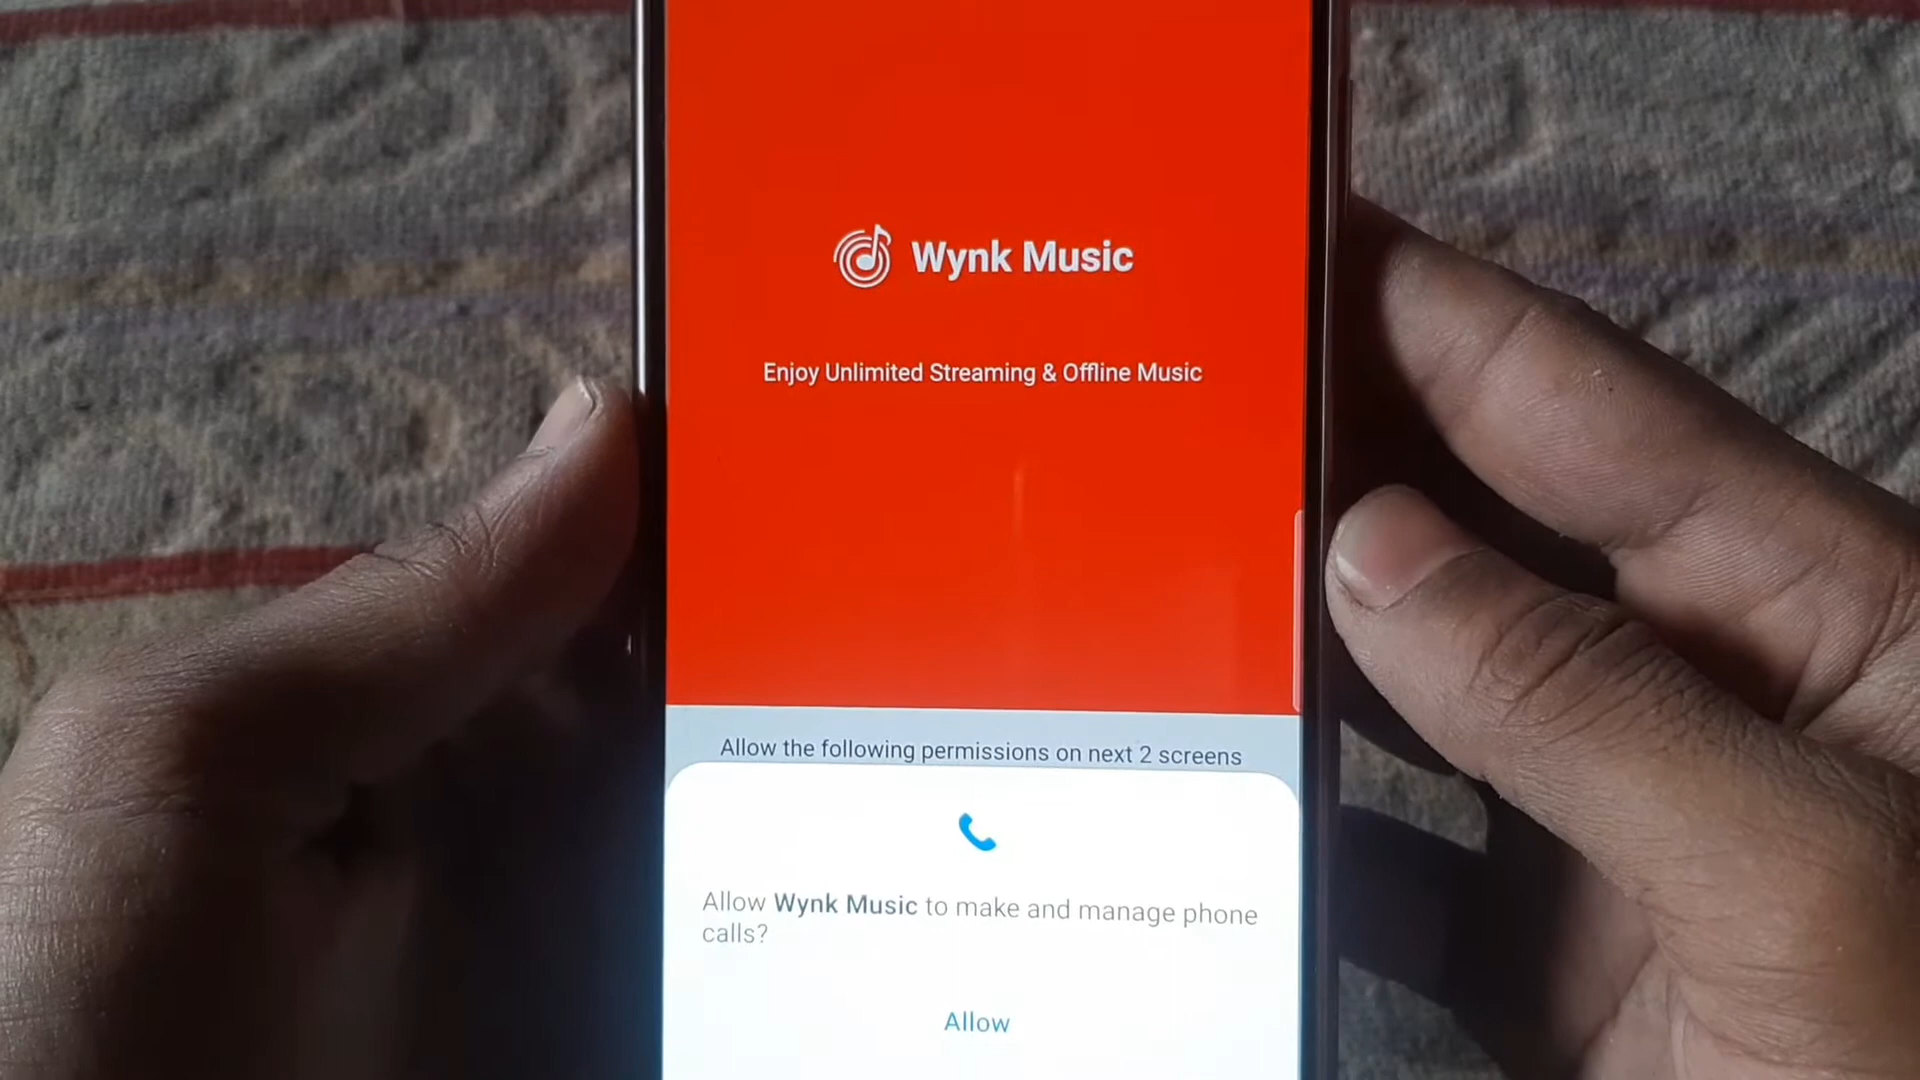 Wynk Music
Enjoy Unlimited Streaming & Offline Music
Allow the following permissions on next 2 screens
Allow Wynk Music to make and manage phone
calls?
Allow